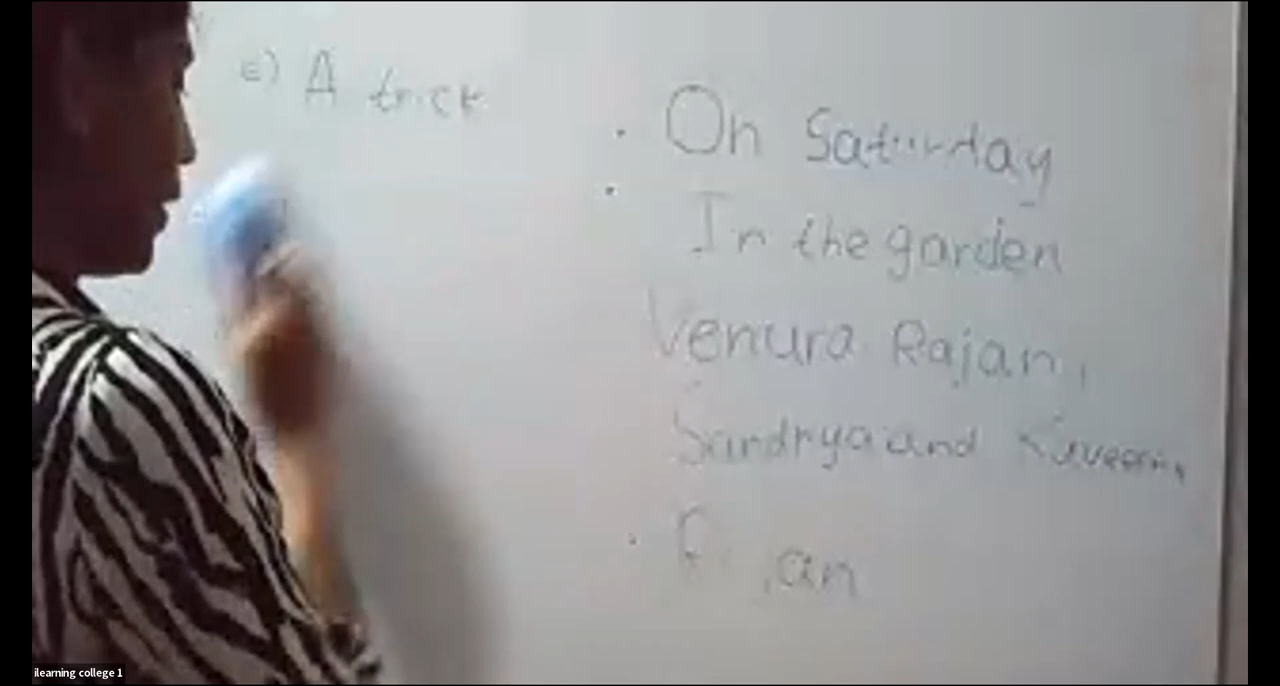 e) A trick
. On Saturday
. In the garden
Venura Rajan,
Sandrya and
an
ilearning college 1